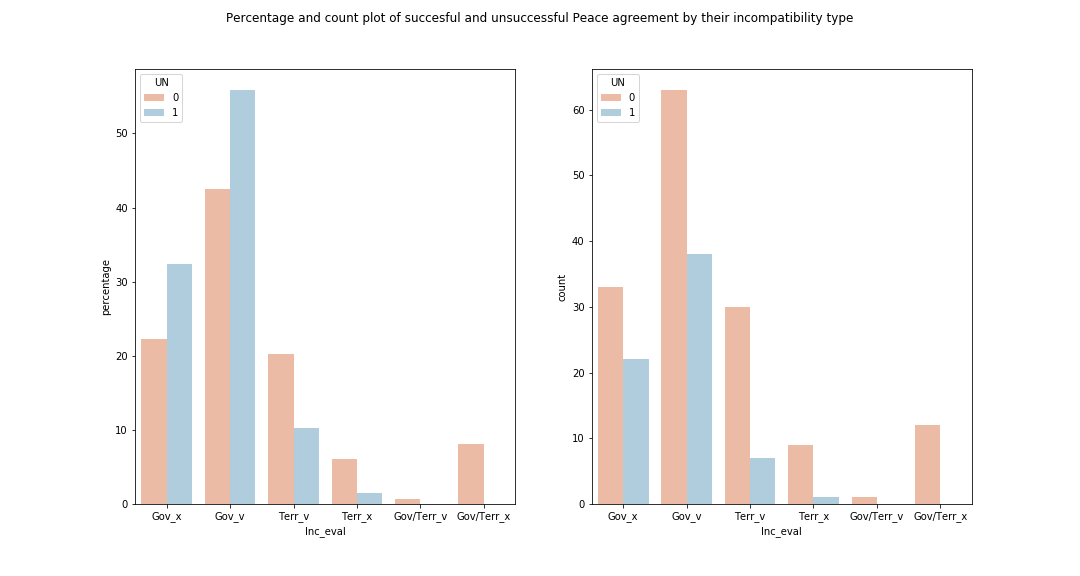 Percentage and count plot of succesful and unsuccessful Peace agreement by their incompatibility type
UN
0
1
50
40
30
20
10
0
percentage
Gov_x Gov_v Terr_v Terr_x Gov/Terr_v Gov/Terr_x
Inc_eval
UN
0
1
60
50
40
30
20
10
0
count
Gov_x Gov_v Terr_v Terr_x Gov/Terr_v Gov/Terr_x
Inc_eval